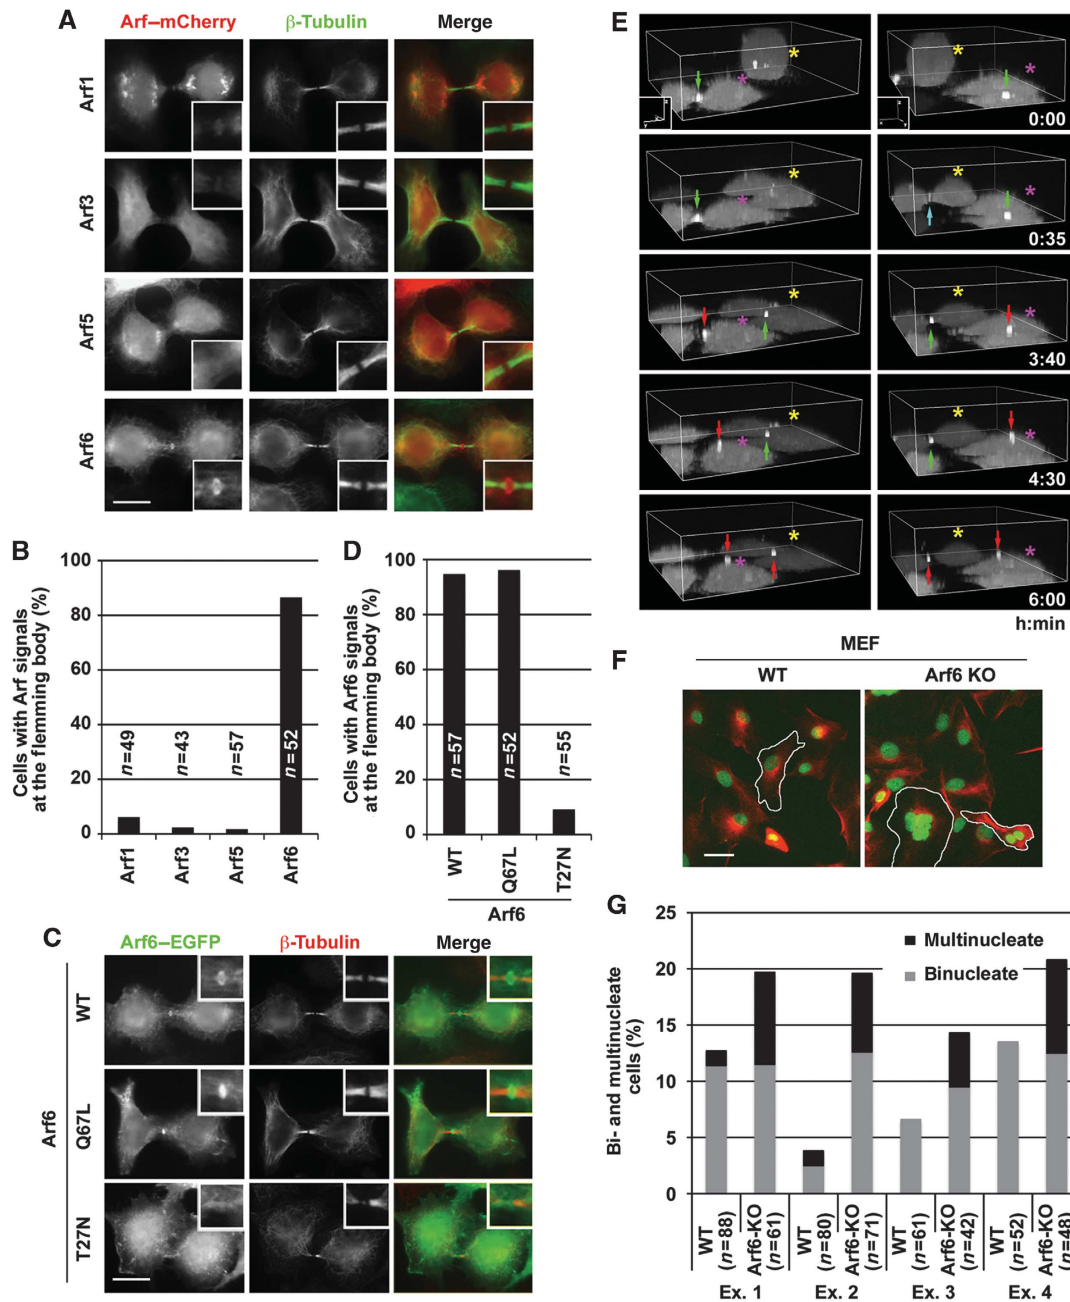 A
Arf–mCherry
β-Tubulin
Merge
Arf1
Arf3
Arf5
Arf6
B
Cells with Arf signals
at the flemming body (%)
100
80
60
40
20
0
n=49
n=43
n=57
n=52
Arf1
Arf3
Arf5
Arf6
D
Cells with Arf6 signals
at the flemming body (%)
100
80
60
40
20
0
n=57
n=52
n=55
WT
Q67L
T27N
Arf6
C
Arf6–EGFP
β-Tubulin
Merge
Arf6
WT
Q67L
T27N
E
0:00
0:35
3:40
4:30
6:00
h:min
F
MEF
WT
Arf6 KO
G
Bi- and multinucleate
cells (%)
25
20
15
10
5
0
Multinucleate
Binucleate
WT
(n=88)
Arf6-KO
(n=61)
WT
(n=80)
Arf6-KO
(n=71)
WT
(n=61)
Arf6-KO
(n=42)
WT
(n=52)
Arf6-KO
(n=48)
Ex. 1
Ex. 2
Ex. 3
Ex. 4